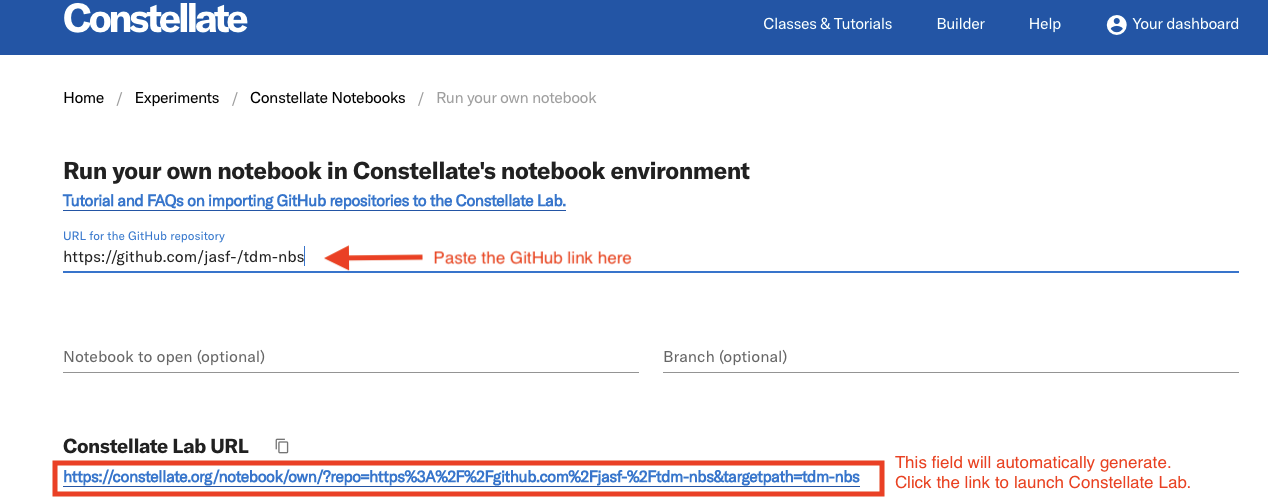 Constellate
Classes & Tutorials Builder Help Your dashboard
Home / Experiments / Constellate Notebooks / Run your own notebook
Run your own notebook in Constellate's notebook environment
Tutorial and FAQs on importing GitHub repositories to the Constellate Lab.
URL for the GitHub repository
https://github.com/jasf-/tdm-nbs Paste the GitHub link here
Notebook to open (optional) Branch (optional)
Constellate Lab URL
This field will automatically generate.
https://constellate.org/notebook/own/?repo=https%3A%2F%2Fgithub.com%2Fjasf-%2Ftdm-nbs&targetpath=tdm-nbs
Click the link to launch Constellate Lab.